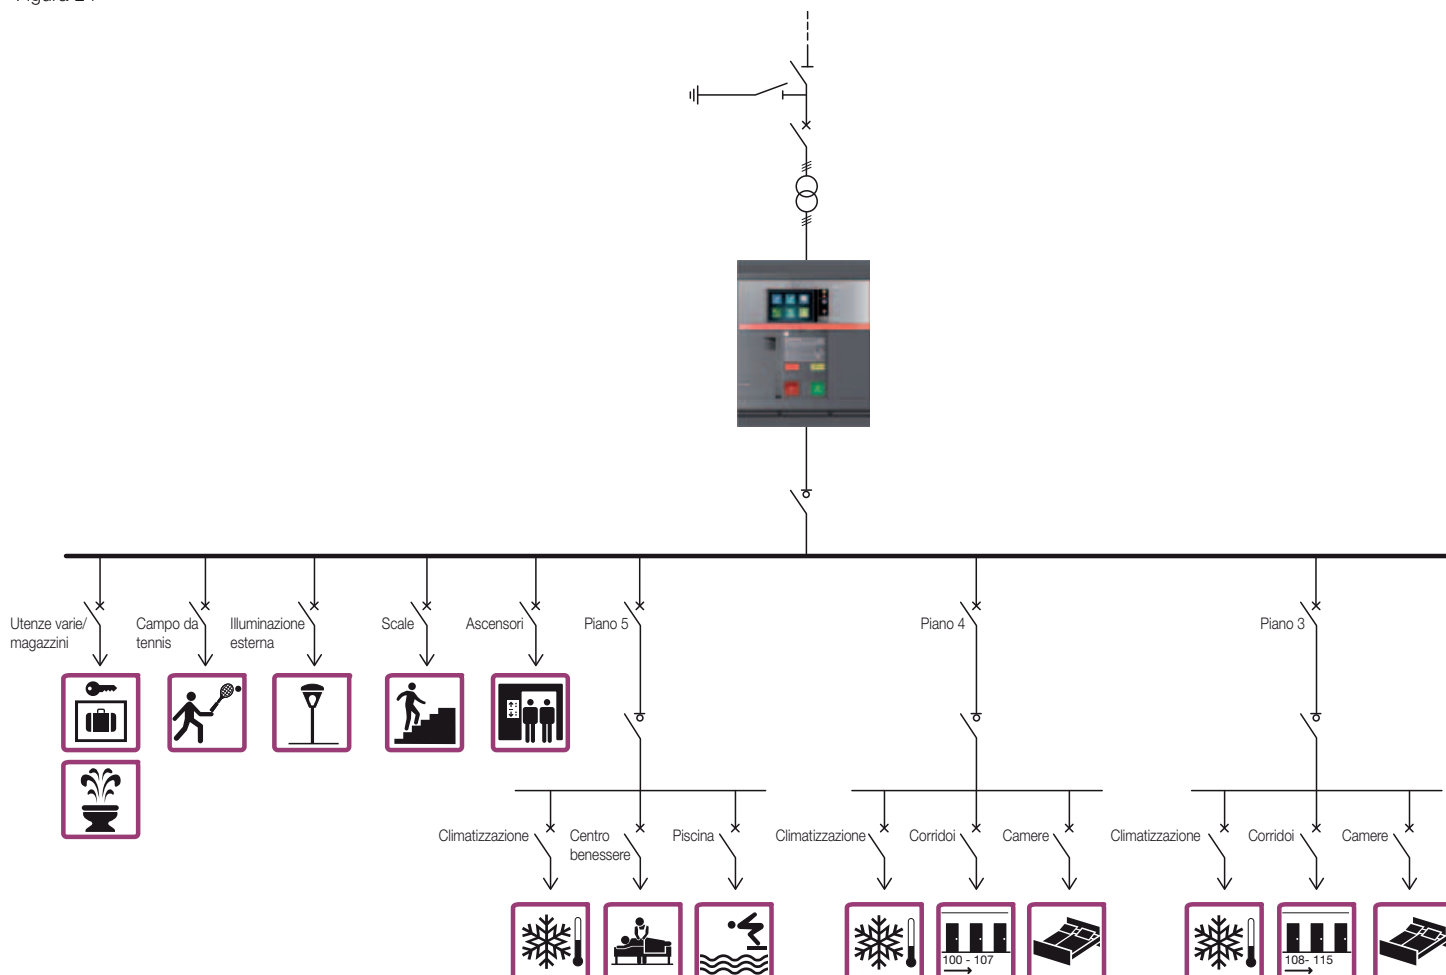 Utenze varie/
magazzini
Campo da
tennis
Illuminazione
esterna
Scale
Ascensori
Piano 5
Piano 4
Piano 3
Climatizzazione
Centro
benessere
Piscina
Climatizzazione
Corridoi
Camere
Climatizzazione
Corridoi
Camere
100 - 107
108- 115